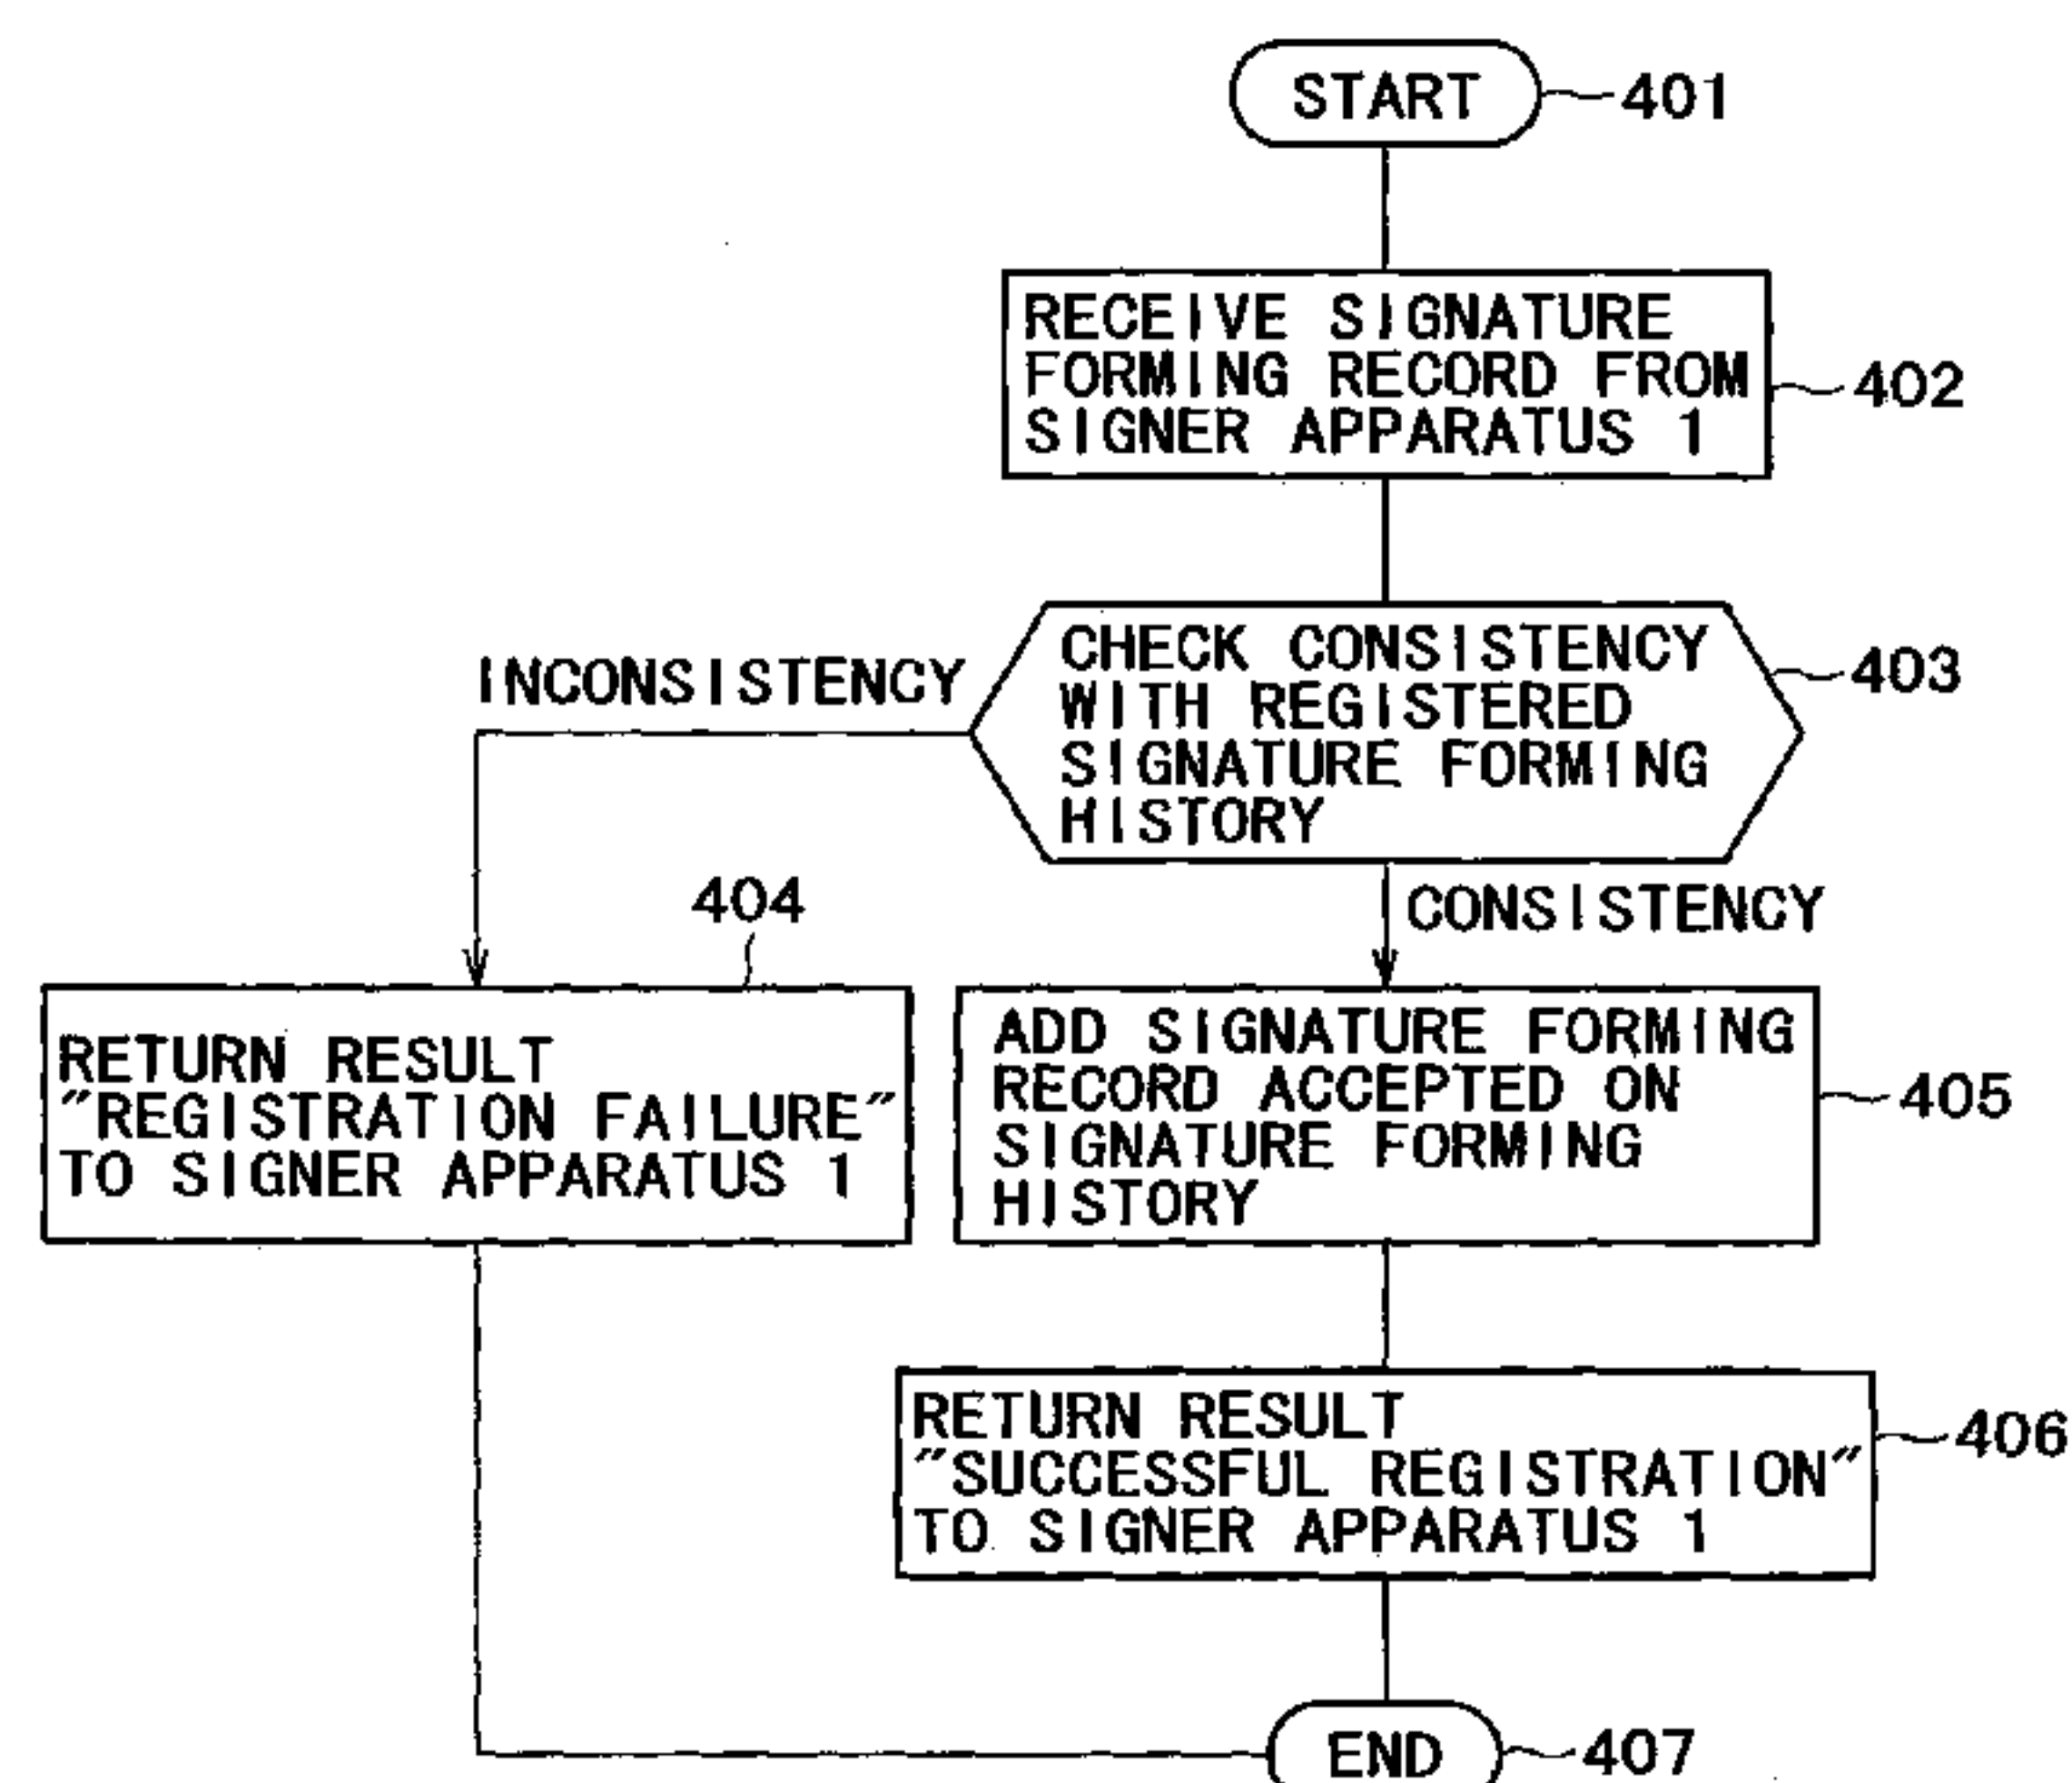 START
401
RECEIVE SIGNATURE
FORMING RECORD FROM
SIGNER APPARATUS 1
402
CHECK CONSISTENCY
WITH REGISTERED
SIGNATURE FORMING
HISTORY
403
INCONSISTENCY
CONSISTENCY
404
RETURN RESULT
"REGISTRATION FAILURE"
TO SIGNER APPARATUS 1
ADD SIGNATURE FORMING
RECORD ACCEPTED ON
SIGNATURE FORMING
HISTORY
405
RETURN RESULT
"SUCCESSFUL REGISTRATION"
TO SIGNER APPARATUS 1
406
END
407